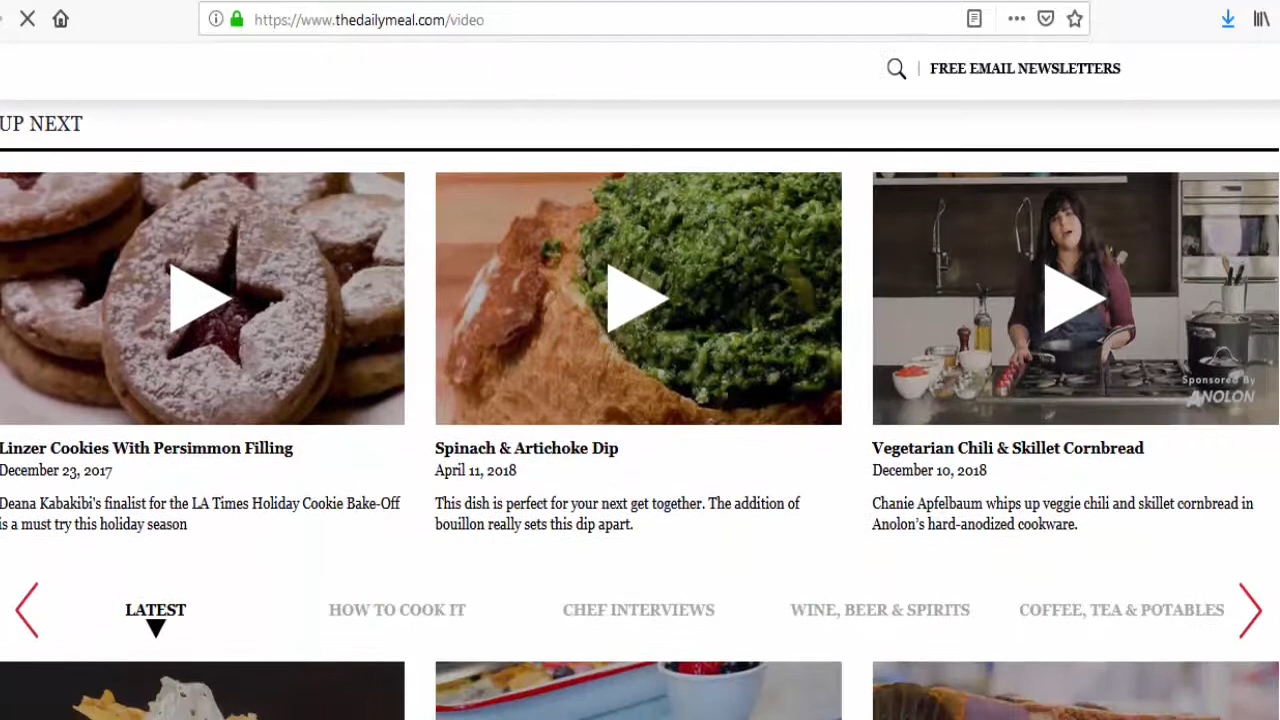 https://www.thedailymeal.com/video
FREE EMAIL NEWSLETTERS
UP NEXT
Sponsored By
ANOLON
Linzer Cookies With Persimmon Filling
December 23, 2017
Deana Kabakibi's finalist for the LA Times Holiday Cookie Bake-Off
is a must try this holiday season
Spinach & Artichoke Dip
April 11, 2018
This dish is perfect for your next get together. The addition of
bouillon really sets this dip apart.
Vegetarian Chili & Skillet Cornbread
December 10, 2018
Chanie Apfelbaum whips up veggie chili and skillet cornbread in
Anolon's hard-anodized cookware.
LATEST
HOW TO COOK IT
CHEF INTERVIEWS
WINE, BEER & SPIRITS
COFFEE, TEA & POTABLES